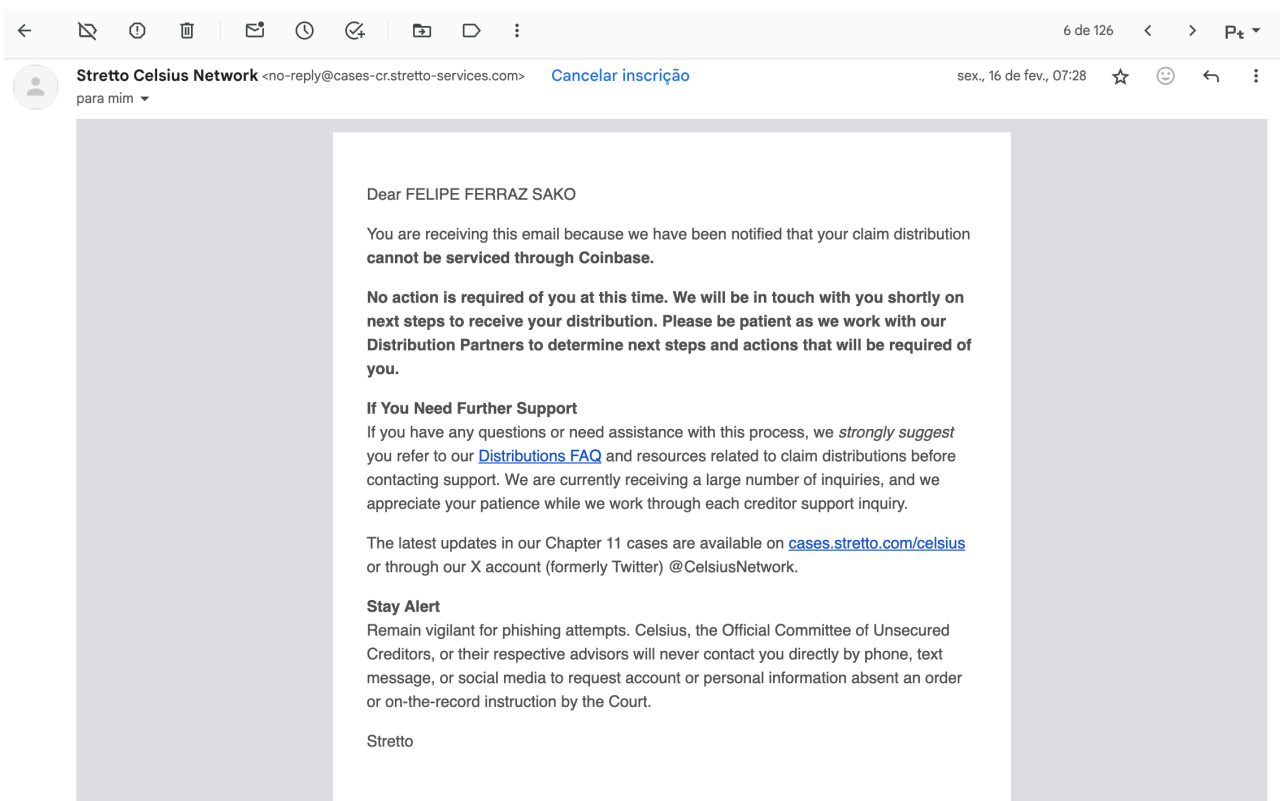 6 de 126
Stretto Celsius Network <no-reply@cases-cr.stretto-services.com> Cancelar inscrição sex., 16 de fev., 07:28
para mim
Dear FELIPE FERRAZ SAKO
You are receiving this email because we have been notified that your claim distribution
cannot be serviced through Coinbase.
No action is required of you at this time. We will be in touch with you shortly on
next steps to receive your distribution. Please be patient as we work with our
Distribution Partners to determine next steps and actions that will be required of
you.
If You Need Further Support
If you have any questions or need assistance with this process, we strongly suggest
you refer to our Distributions FAQ and resources related to claim distributions before
contacting support. We are currently receiving a large number of inquiries, and we
appreciate your patience while we work through each creditor support inquiry.
The latest updates in our Chapter 11 cases are available on cases.stretto.com/celsius
or through our X account (formerly Twitter) @CelsiusNetwork.
Stay Alert
Remain vigilant for phishing attempts. Celsius, the Official Committee of Unsecured
Creditors, or their respective advisors will never contact you directly by phone, text
message, or social media to request account or personal information absent an order
or on-the-record instruction by the Court.
Stretto